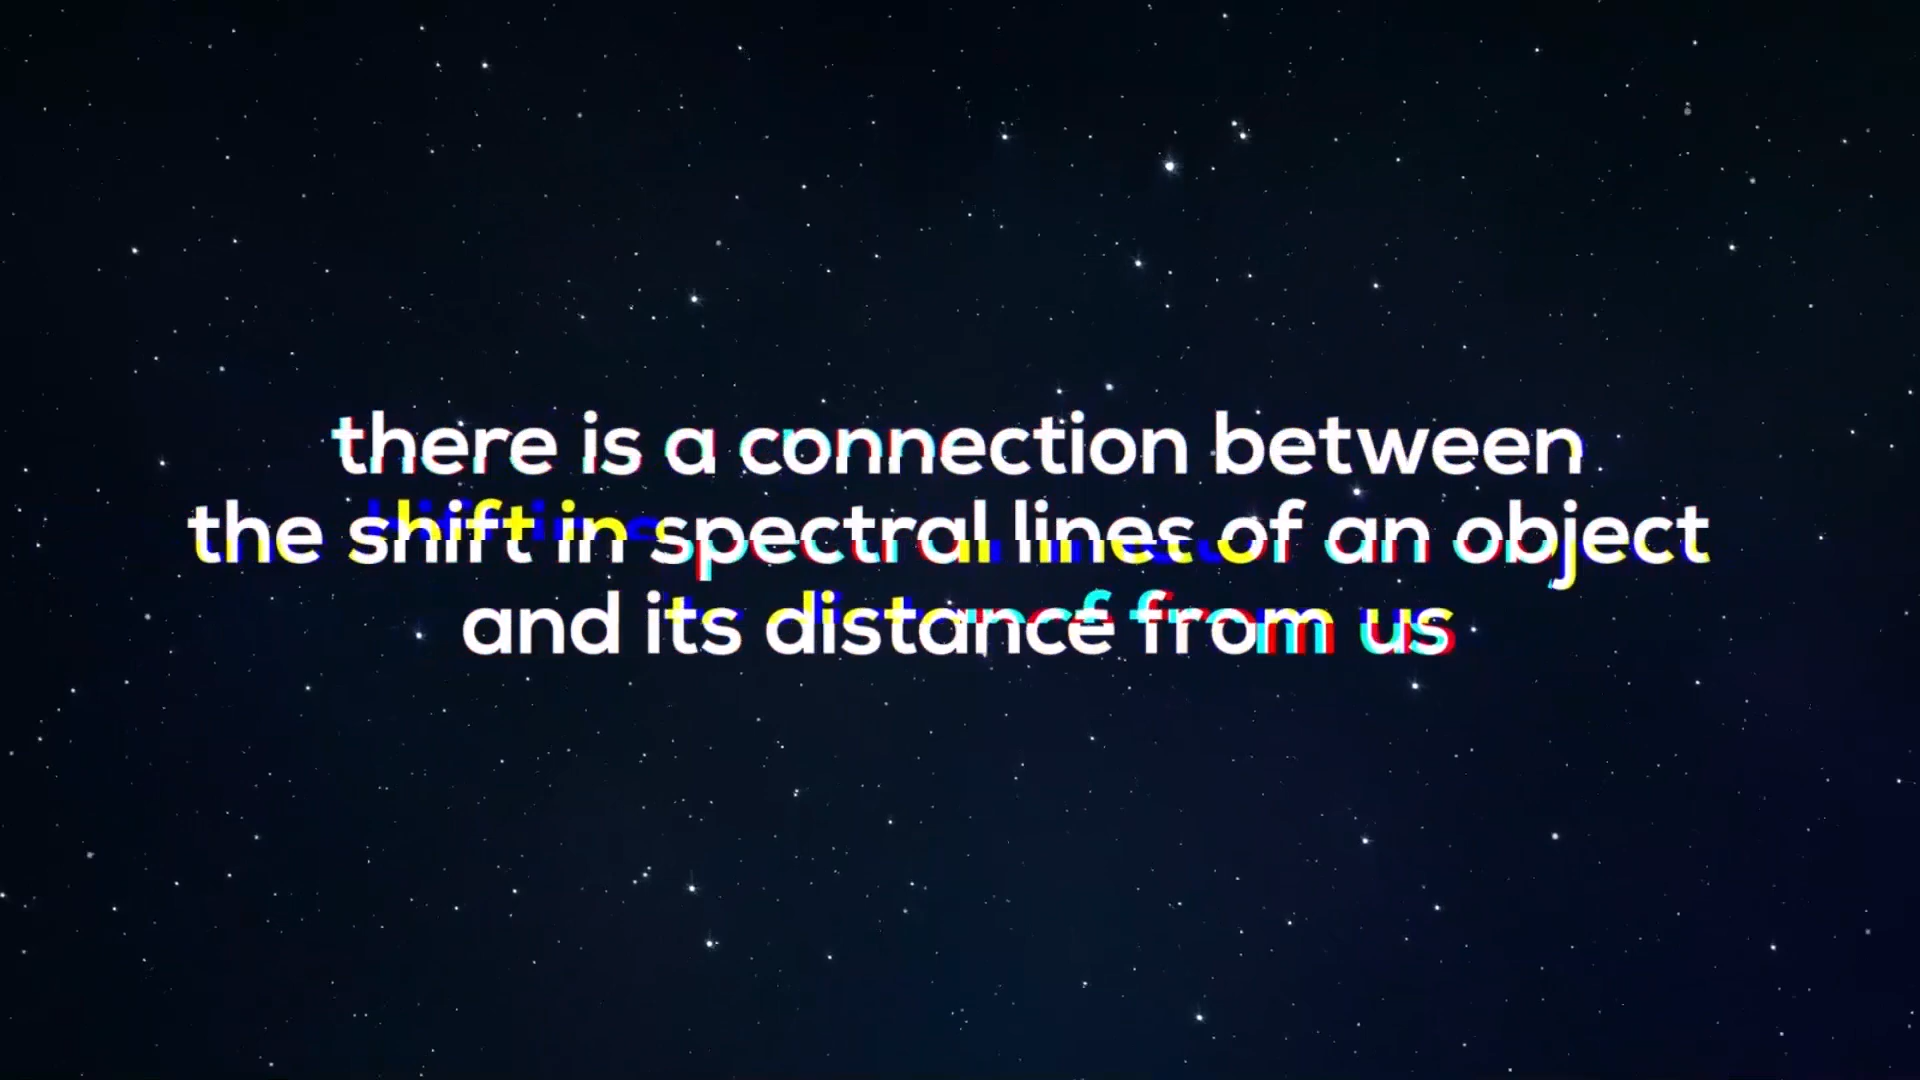 there is a connection between
the shift in spectral lines of an object
and its distance from us